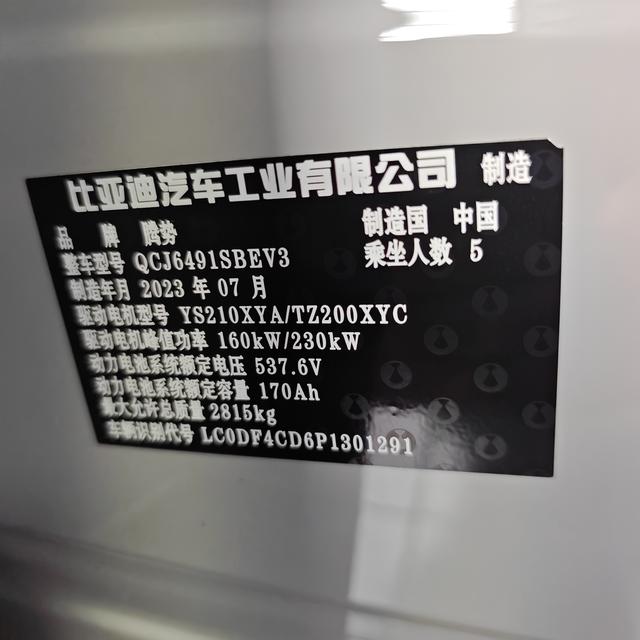 比亚迪汽车工业有限公司 制造
品牌 腾势 制造国 中国
整车型号 QCJ6491SBEV3 乘坐人数 5
制造年月 2023 年 07 月
驱动电机型号 YS210XYA/TZ200XYC
驱动电机峰值功率 160kW/230kW
动力电池系统额定电压 537.6V
动力电池系统额定容量 170Ah
最大允许总质量 2815kg
车辆识别代号 LC0DF4CD6P1301291